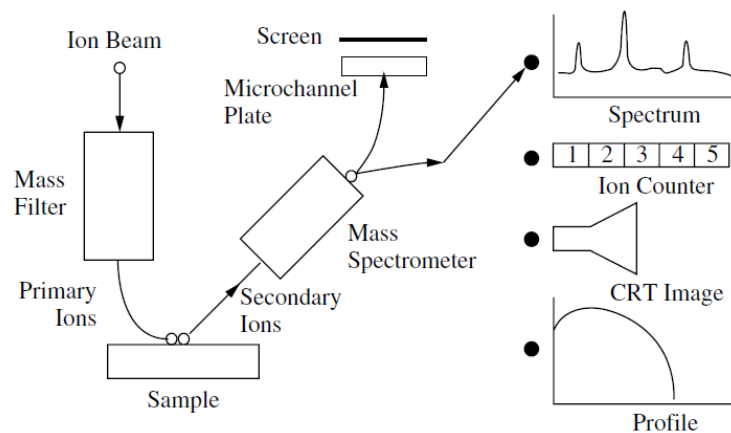 Ion Beam
Screen
Microchannel
Plate
Spectrum
Mass
Filter
1 2 3 4 5
Ion Counter
Mass
Spectrometer
Primary
Ions
Secondary
Ions
CRT Image
Sample
Profile